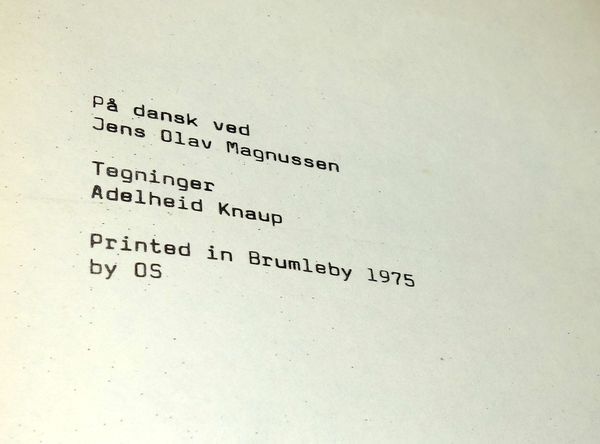 På dansk ved
Jens Olav Magnussen
Tegninger
Adelheid Knaup
Printed in Brumleby 1975
by OS